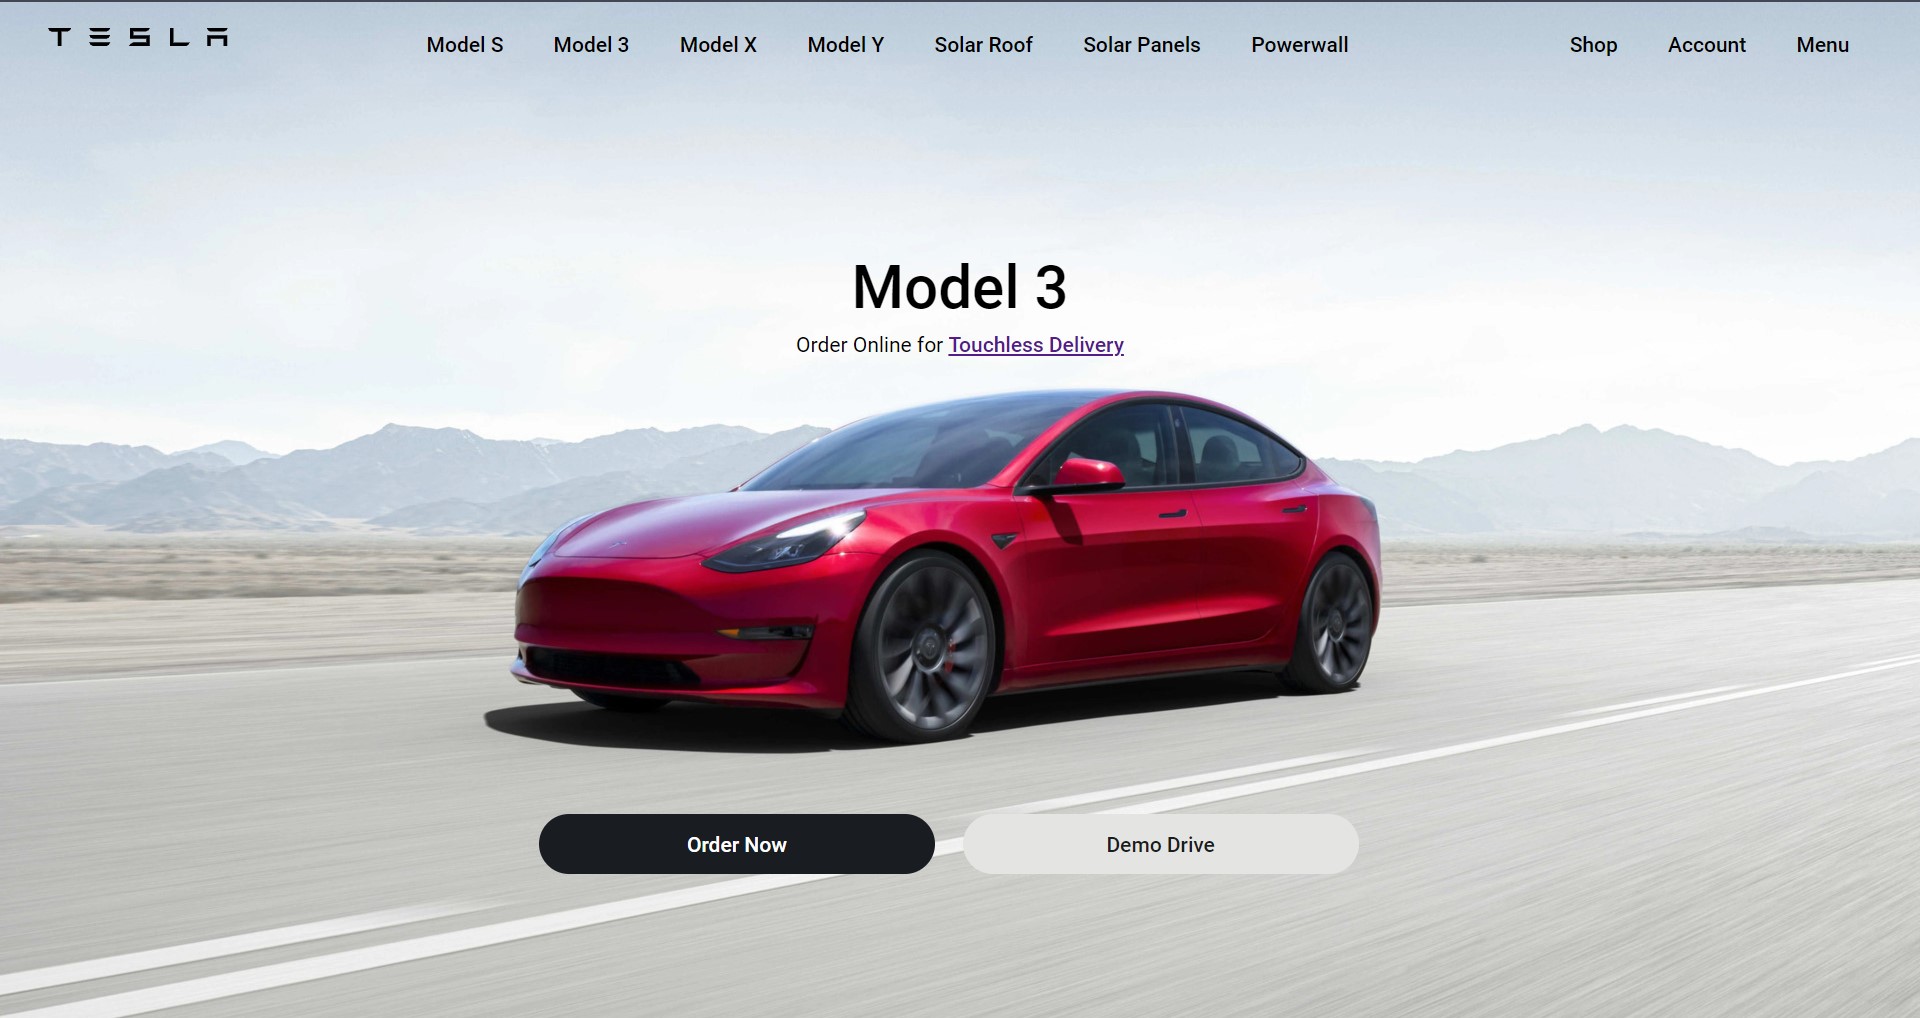 TESLA
Model S Model 3 Model X Model Y Solar Roof Solar Panels Powerwall
Shop Account Menu
Model 3
Order Online for Touchless Delivery
Order Now
Demo Drive